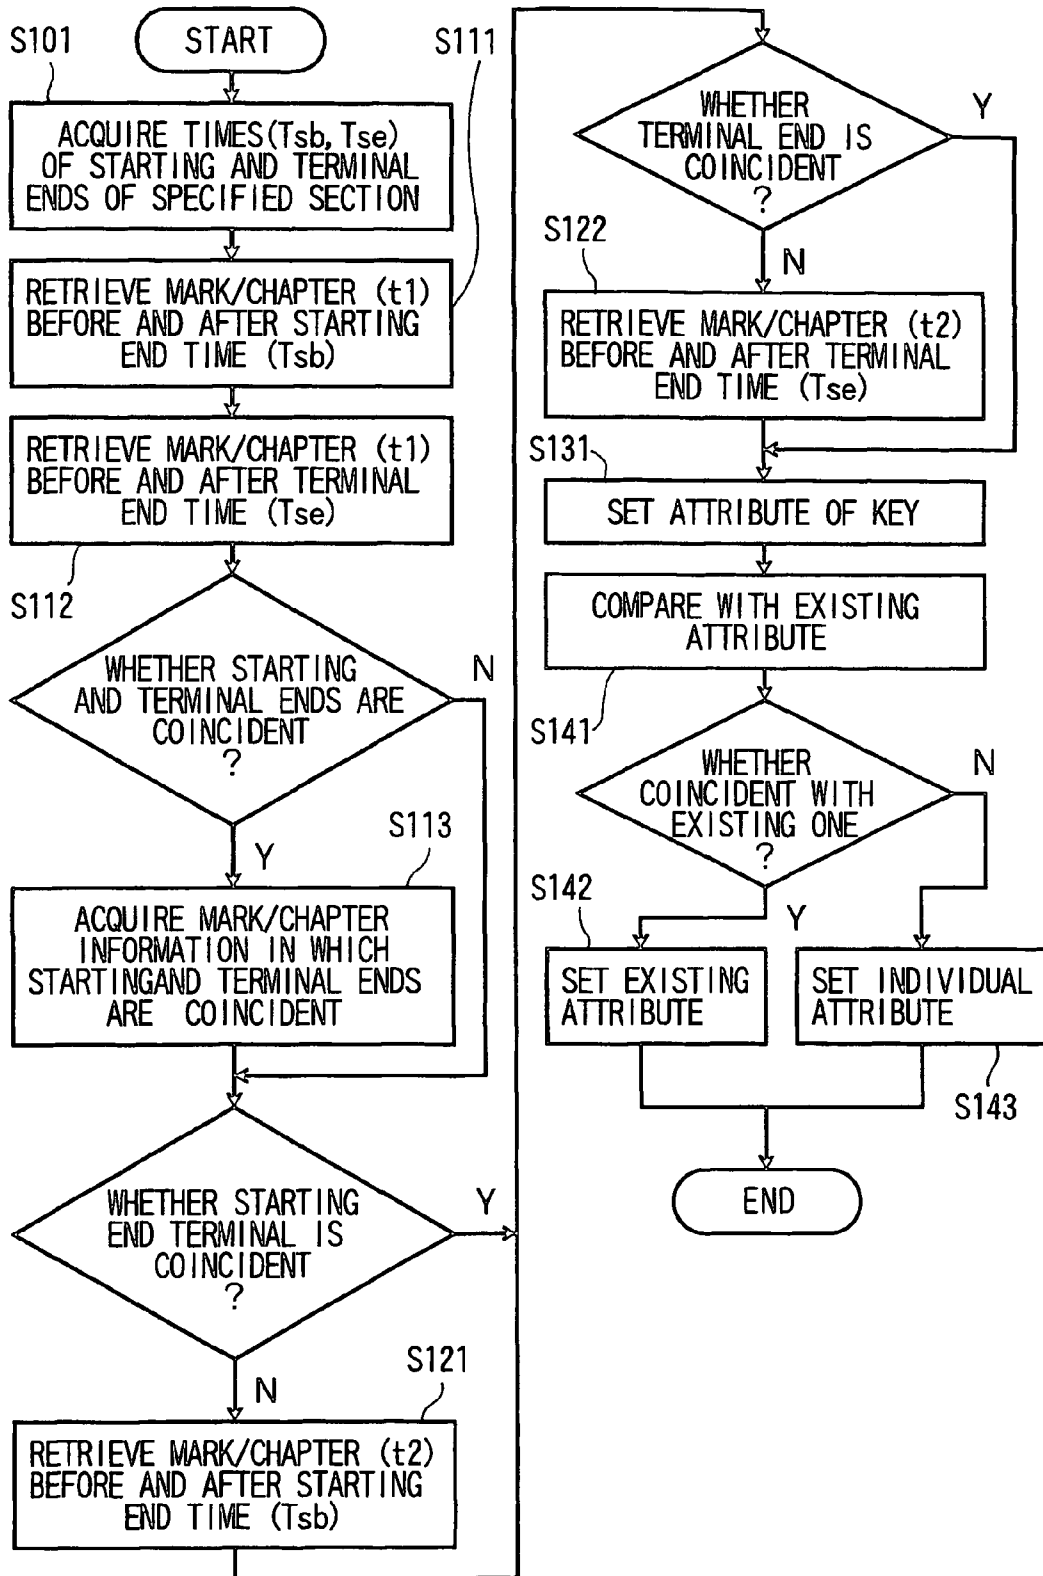 S101
START
S111
ACQUIRE TIMES(Tsb, Tse)
OF STARTING AND TERMINAL
ENDS OF SPECIFIED SECTION
RETRIEVE MARK/CHAPTER (t1)
BEFORE AND AFTER STARTING
END TIME (Tsb)
RETRIEVE MARK/CHAPTER (t1)
BEFORE AND AFTER TERMINAL
END TIME (Tse)
S112
WHETHER STARTING
AND TERMINAL ENDS ARE
COINCIDENT
?
N
Y
S113
ACQUIRE MARK/CHAPTER
INFORMATION IN WHICH
STARTINGAND TERMINAL ENDS
ARE COINCIDENT
WHETHER STARTING
END TERMINAL IS
COINCIDENT
?
Y
N
S121
RETRIEVE MARK/CHAPTER (t2)
BEFORE AND AFTER STARTING
END TIME (Tsb)
WHETHER
TERMINAL END IS
COINCIDENT
?
Y
N
S122
RETRIEVE MARK/CHAPTER (t2)
BEFORE AND AFTER TERMINAL
END TIME (Tse)
S131
SET ATTRIBUTE OF KEY
COMPARE WITH EXISTING
ATTRIBUTE
S141
WHETHER
COINCIDENT WITH
EXISTING ONE
?
N
Y
S142
SET EXISTING
ATTRIBUTE
SET INDIVIDUAL
ATTRIBUTE
S143
END